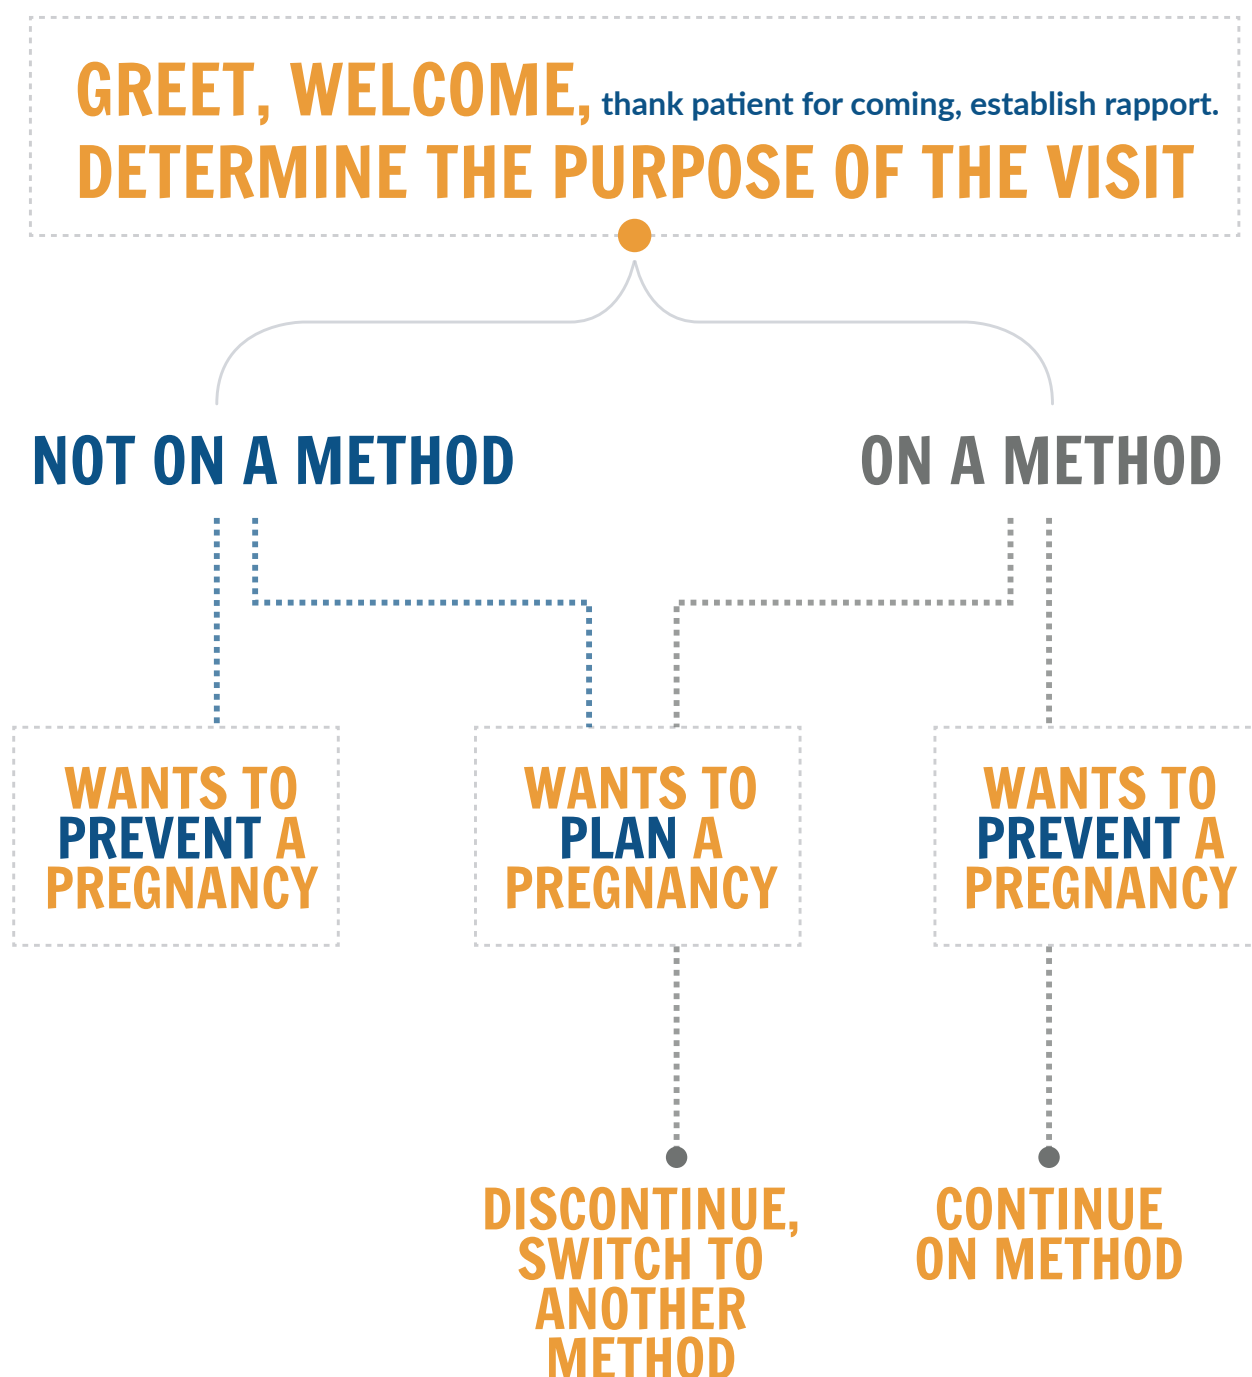 GREET, WELCOME, thank patient for coming, establish rapport.
DETERMINE THE PURPOSE OF THE VISIT
NOT ON A METHOD
ON A METHOD
WANTS TO
PREVENT A
PREGNANCY
WANTS TO
PLAN A
PREGNANCY
WANTS TO
PREVENT A
PREGNANCY
DISCONTINUE,
SWITCH TO
ANOTHER
METHOD
CONTINUE
ON METHOD